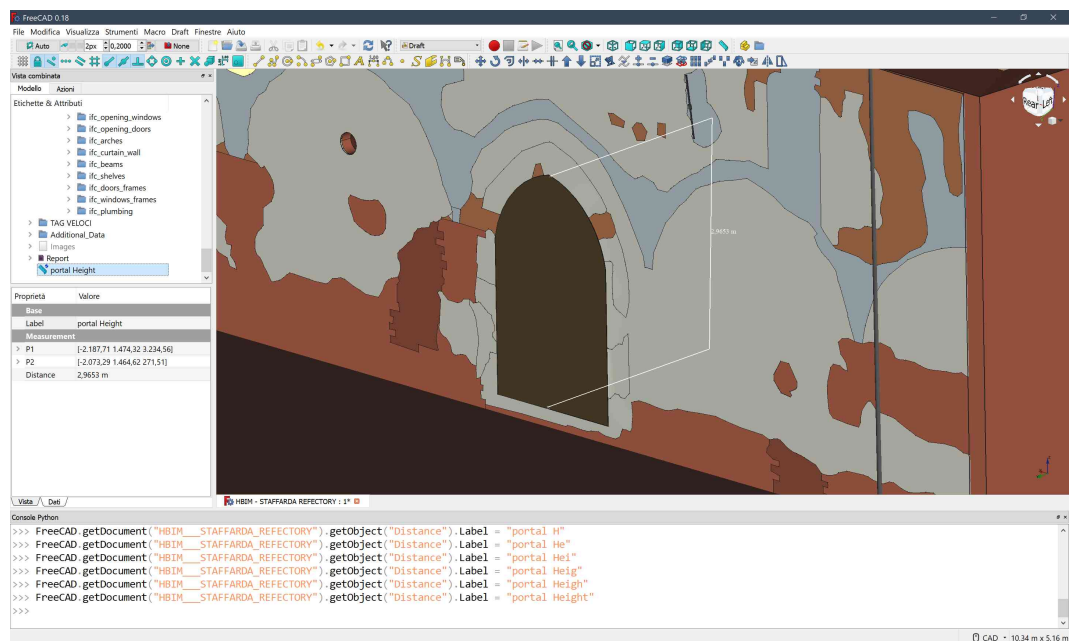 FreeCAD 0.18
File Modifica Visualizza Strumenti Macro Draft Finestre Aiuto
Auto 2px 0,2000 None Draft
Vista combinata
Modello Azioni
Etichette & Attributi
ifc_opening_windows
ifc_opening_doors
ifc_arches
ifc_curtain_wall
ifc_beams
ifc_shelves
ifc_doors_frames
ifc_windows_frames
ifc_plumbing
TAG VELOCI
Additional_Data
Images
Report
portal Height
Proprietà Valore
Base
Label portal Height
Measurement
P1 [-2.187,71 1.474,32 3.234,56]
P2 [-2.073,29 1.464,62 271,51]
Distance 2,9653 m
2,9653 m
Rear Left
Vista Dati
HBIM - STAFFARDA REFECTORY : 1*
Console Python
>>> FreeCAD.getDocument("HBIM___STAFFARDA_REFECTORY").getObject("Distance").Label = "portal H"
>>> FreeCAD.getDocument("HBIM___STAFFARDA_REFECTORY").getObject("Distance").Label = "portal He"
>>> FreeCAD.getDocument("HBIM___STAFFARDA_REFECTORY").getObject("Distance").Label = "portal Hei"
>>> FreeCAD.getDocument("HBIM___STAFFARDA_REFECTORY").getObject("Distance").Label = "portal Heig"
>>> FreeCAD.getDocument("HBIM___STAFFARDA_REFECTORY").getObject("Distance").Label = "portal Heigh"
>>> FreeCAD.getDocument("HBIM___STAFFARDA_REFECTORY").getObject("Distance").Label = "portal Height"
>>>
CAD 10.34 m x 5.16 m